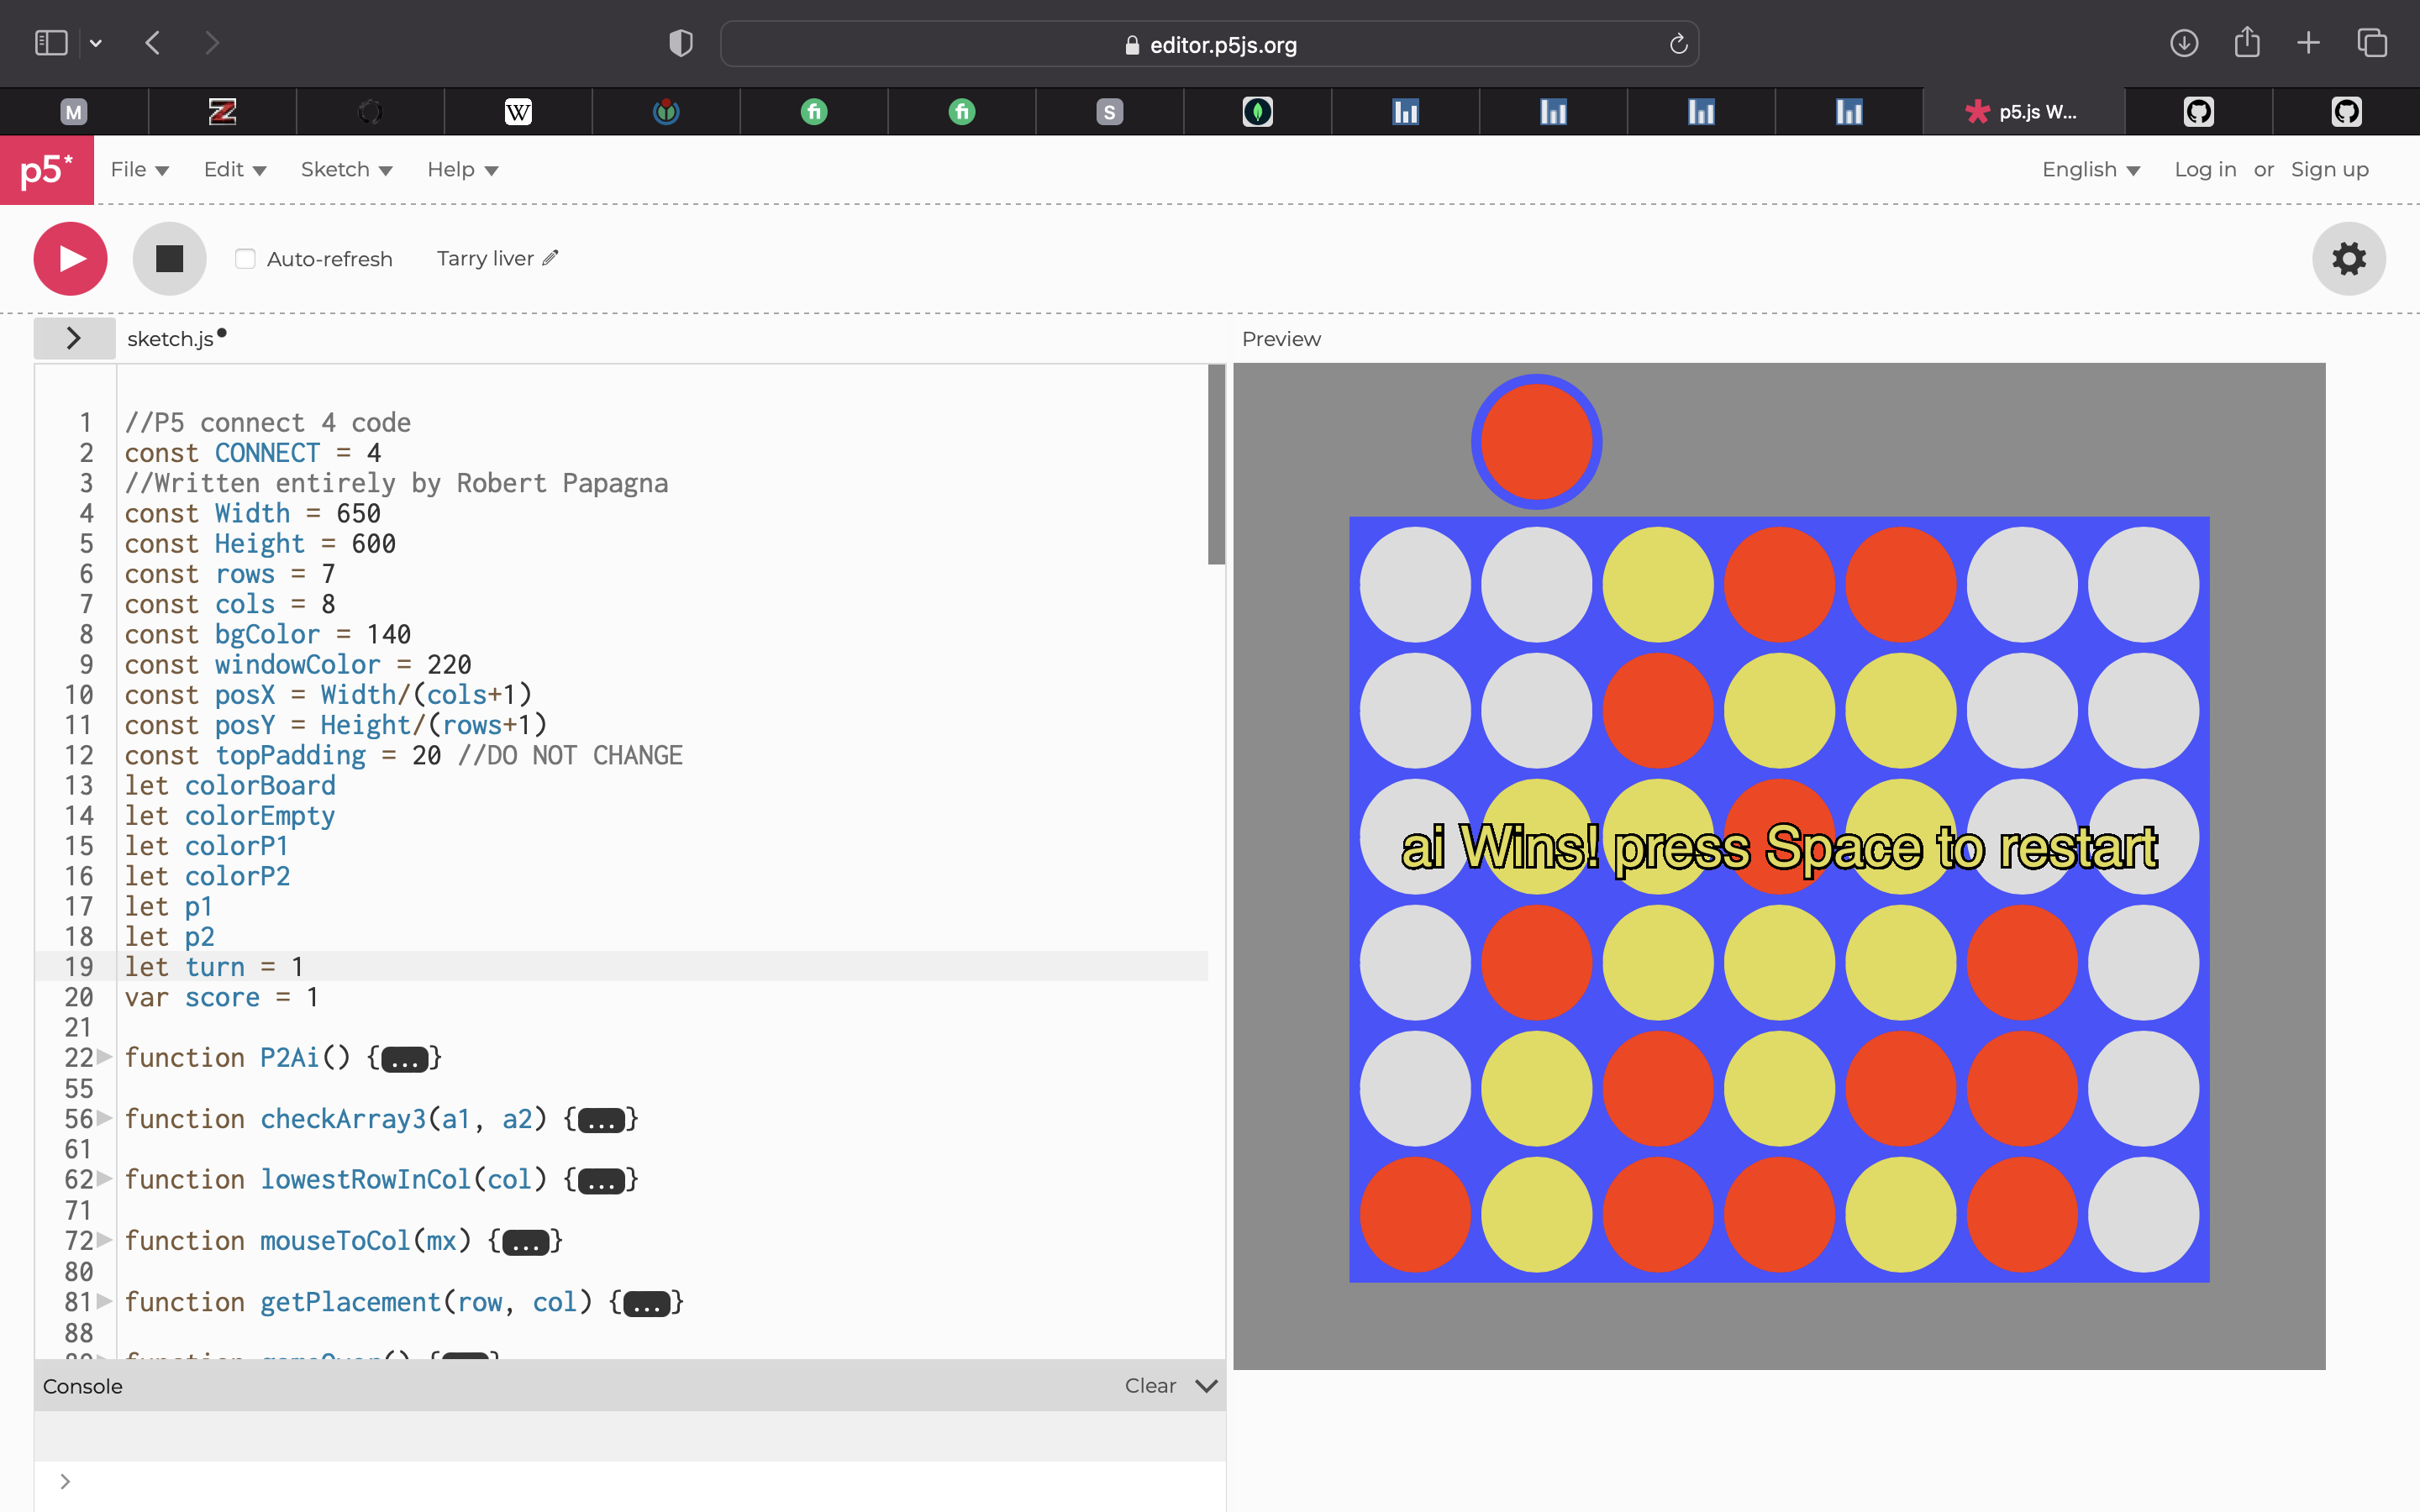 editor.p5js.org
M
Z
W
fi
fi
S
p5.js W...
p5*
File
Edit
Sketch
Help
English
Log in or Sign up
Auto-refresh
Tarry liver
sketch.js
Preview
1 //P5 connect 4 code
2 const CONNECT = 4
3 //Written entirely by Robert Papagna
4 const Width = 650
5 const Height = 600
6 const rows = 7
7 const cols = 8
8 const bgColor = 140
9 const windowColor = 220
10 const posX = Width/(cols+1)
11 const posY = Height/(rows+1)
12 const topPadding = 20 //DO NOT CHANGE
13 let colorBoard
14 let colorEmpty
15 let colorP1
16 let colorP2
17 let p1
18 let p2
19 let turn = 1
20 var score = 1
21
22 function P2Ai() {...}
55
56 function checkArray3(a1, a2) {...}
61
62 function lowestRowInCol(col) {...}
71
72 function mouseToCol(mx) {...}
80
81 function getPlacement(row, col) {...}
88
ai Wins! press Space to restart
Console
Clear
>